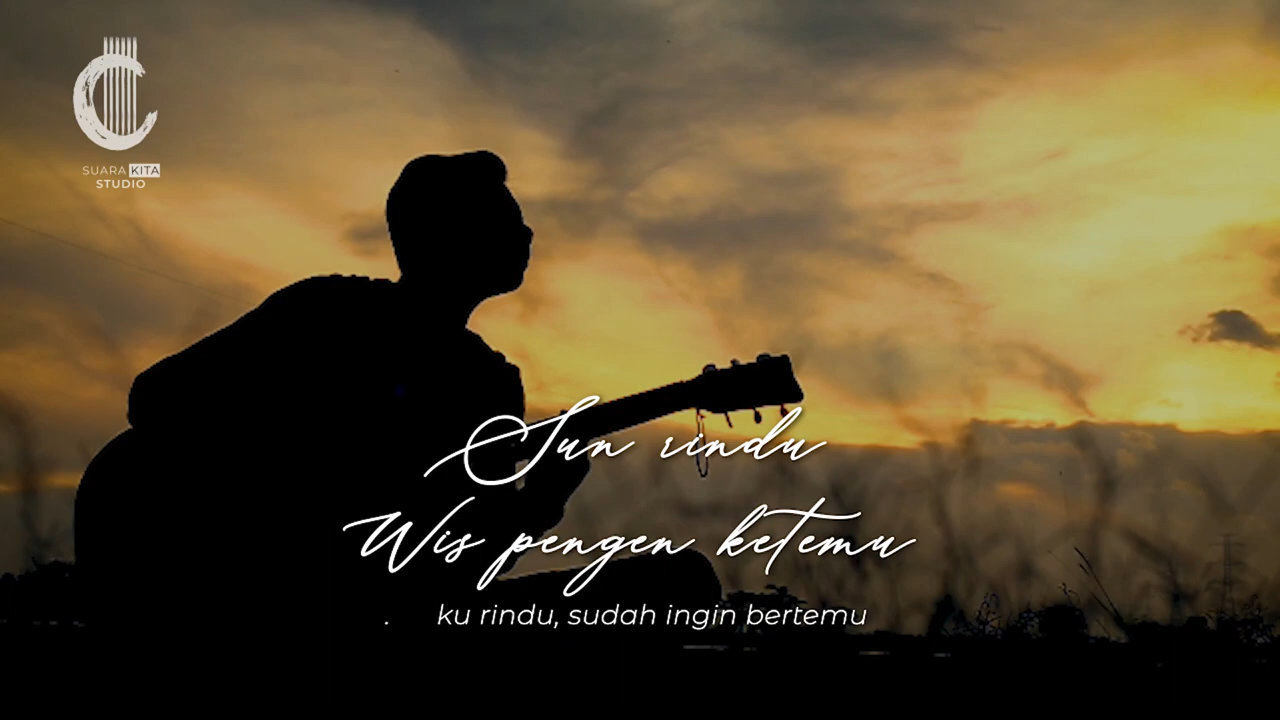 SUARA KITA
STUDIO
Sun rindu
Wis pengen ketemu
. ku rindu, sudah ingin bertemu